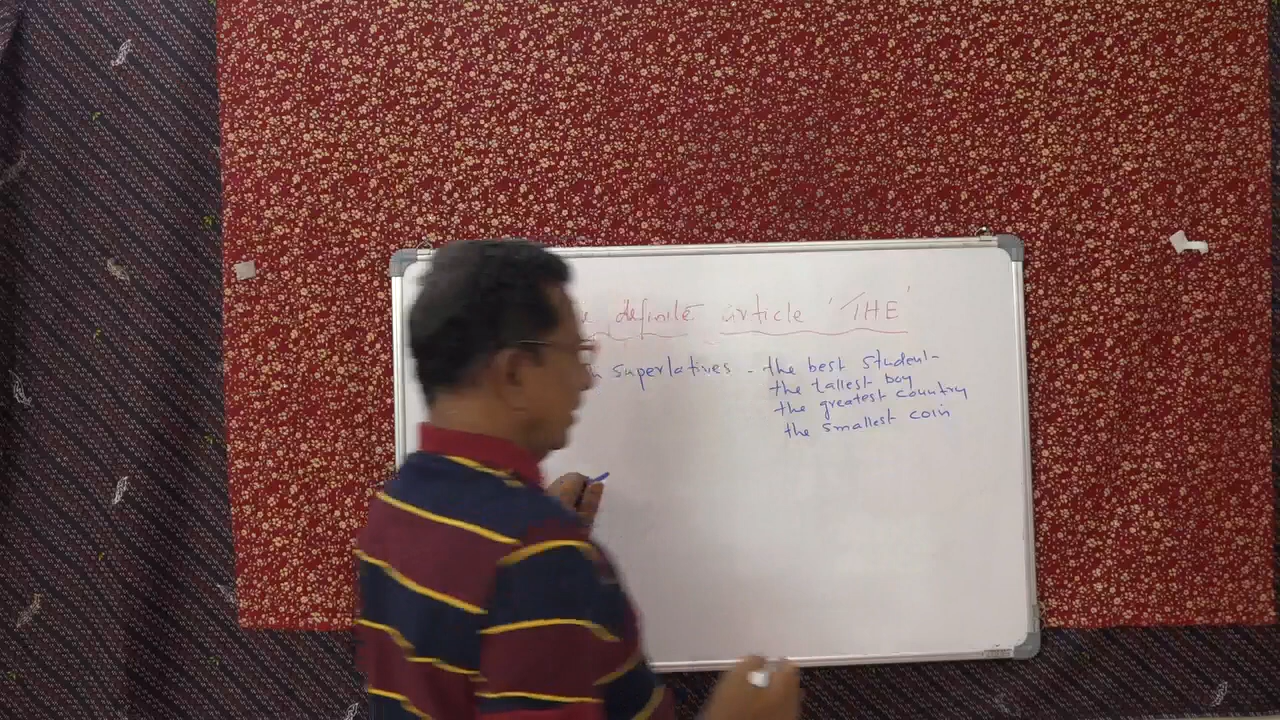 definite article 'THE'
superlatives - the best student
the tallest boy
the greatest country
the smallest coin